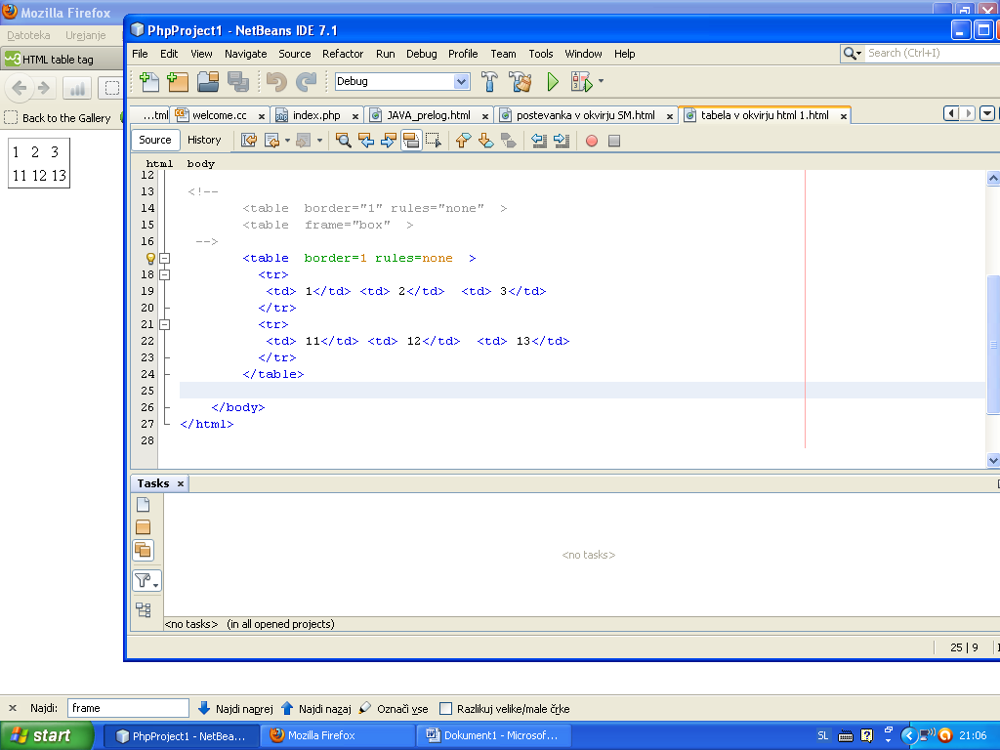 Mozilla Firefox
Datoteka Urejanje
HTML table tag
Back to the Gallery
1 2 3
11 12 13
PhpProject1 - NetBeans IDE 7.1
File Edit View Navigate Source Refactor Run Debug Profile Team Tools Window Help
Search (Ctrl+I)
Debug
...tml welcome.cc x index.php x JAVA_prelog.html x postevanka v okvirju SM.html x tabela v okvirju html 1.html x
Source History
html body
12
13 <!--
14 <table border="1" rules="none" >
15 <table frame="box" >
16 -->
<table border=1 rules=none >
18 <tr>
19 <td> 1</td> <td> 2</td> <td> 3</td>
20 </tr>
21 <tr>
22 <td> 11</td> <td> 12</td> <td> 13</td>
23 </tr>
24 </table>
25
26 </body>
27 </html>
28
Tasks x
<no tasks>
<no tasks> (in all opened projects)
25 | 9
x Najdi: frame Najdi naprej Najdi nazaj Označi vse Razlikuj velike/male črke
start PhpProject1 - NetBea... Mozilla Firefox Dokument1 - Microsof... SL 21:06